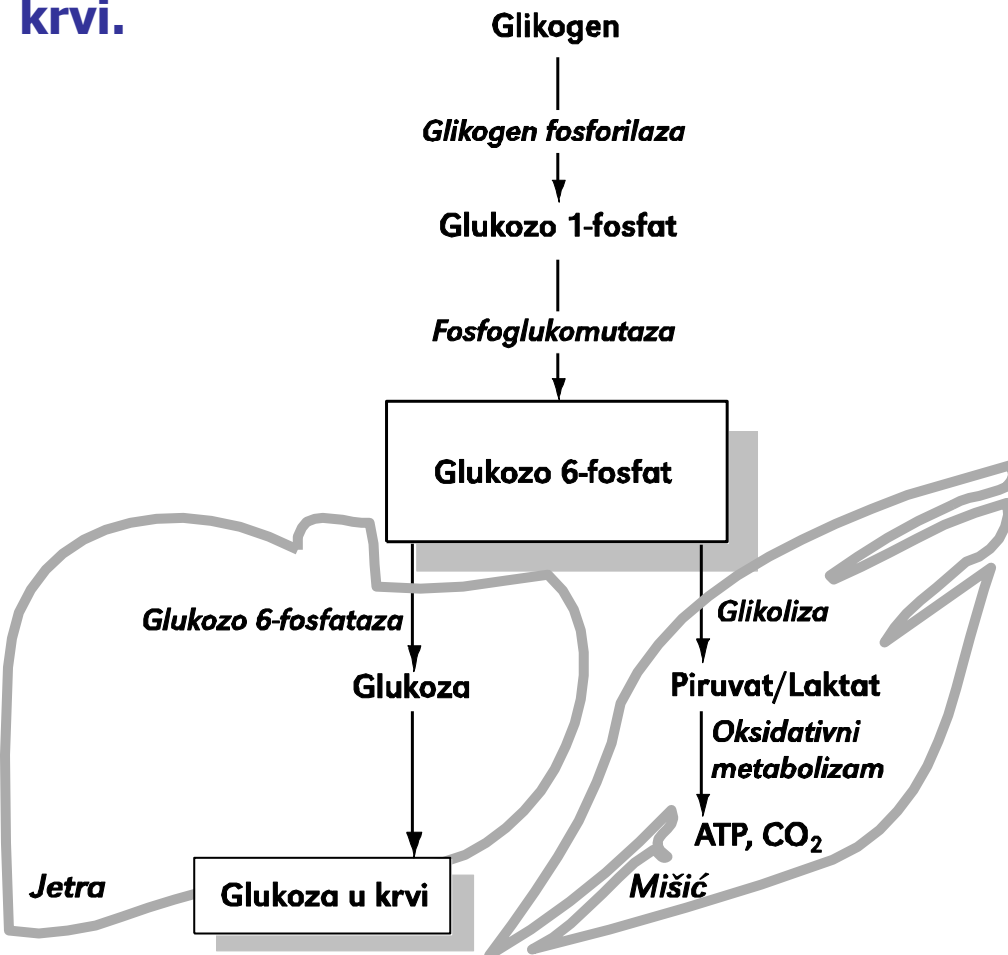 krvi.
Glikogen
Glikogen fosforilaza
Glukozo 1-fosfat
Fosfoglukomutaza
Glukozo 6-fosfat
Glukozo 6-fosfataza
Glikoliza
Glukoza
Piruvat/Laktat
Oksidativni
metabolizam
ATP, CO₂
Jetra
Glukoza u krvi
Mišić